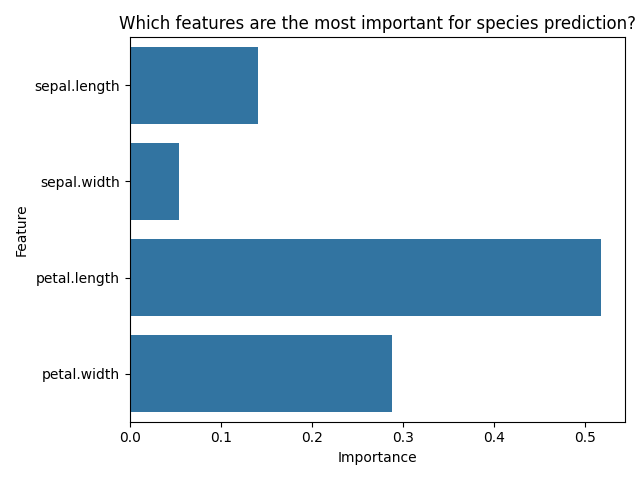 Which features are the most important for species prediction?
sepal.length
sepal.width
petal.length
petal.width
Feature
0.0 0.1 0.2 0.3 0.4 0.5
Importance